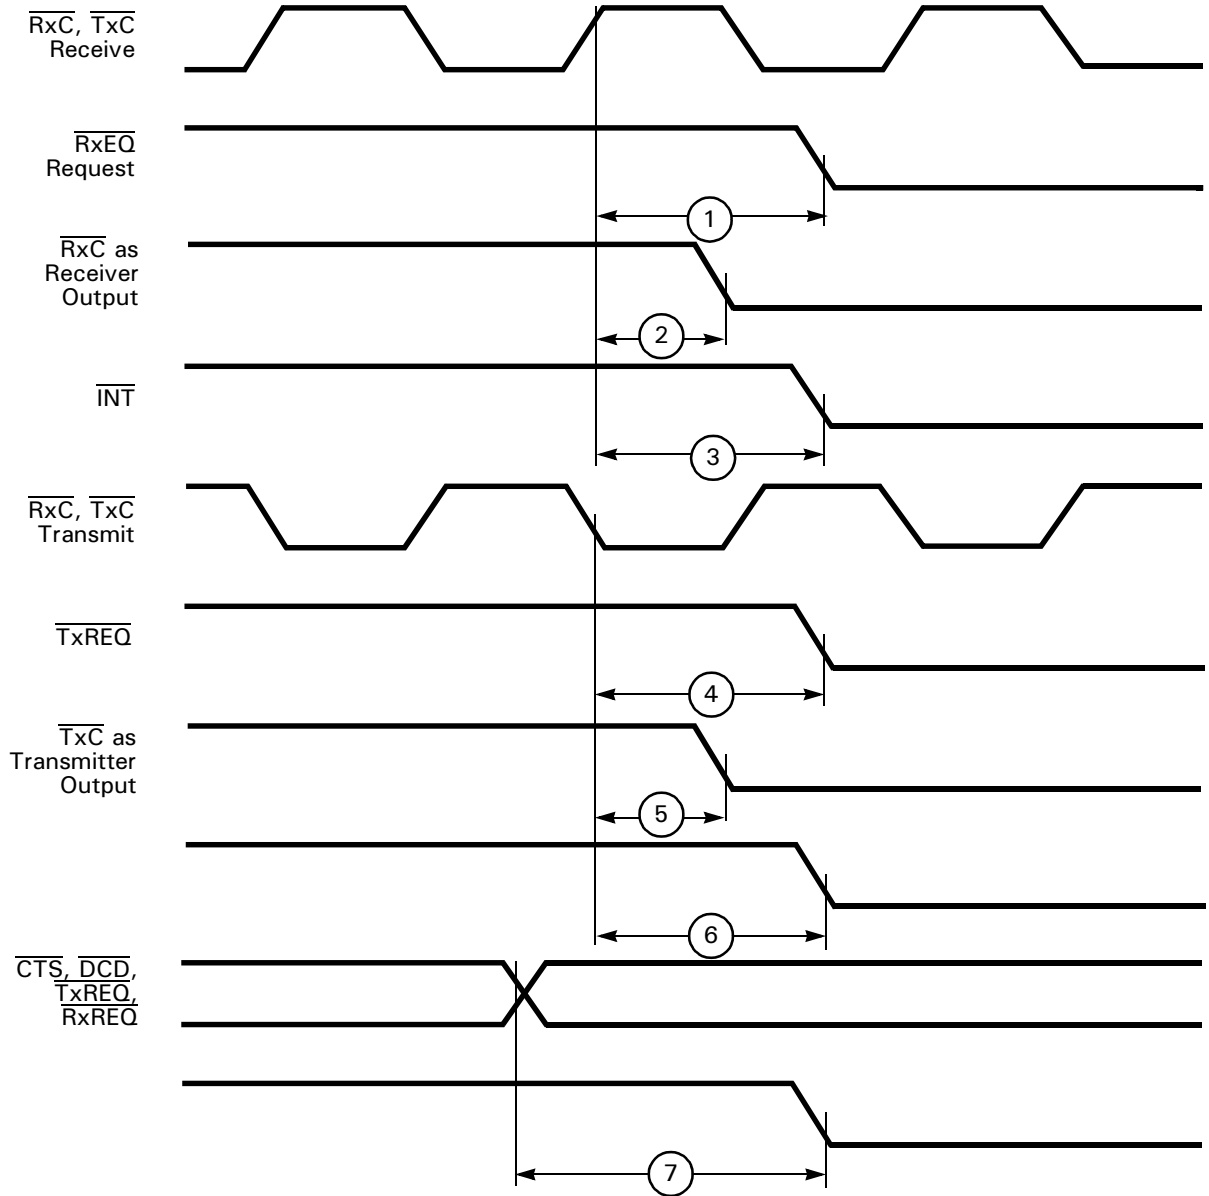 RxC, TxC
Receive
RxEQ
Request
1
RxC as
Receiver
Output
2
INT
3
RxC, TxC
Transmit
TxREQ
4
TxC as
Transmitter
Output
5
6
CTS, DCD,
TxREQ,
RxREQ
7